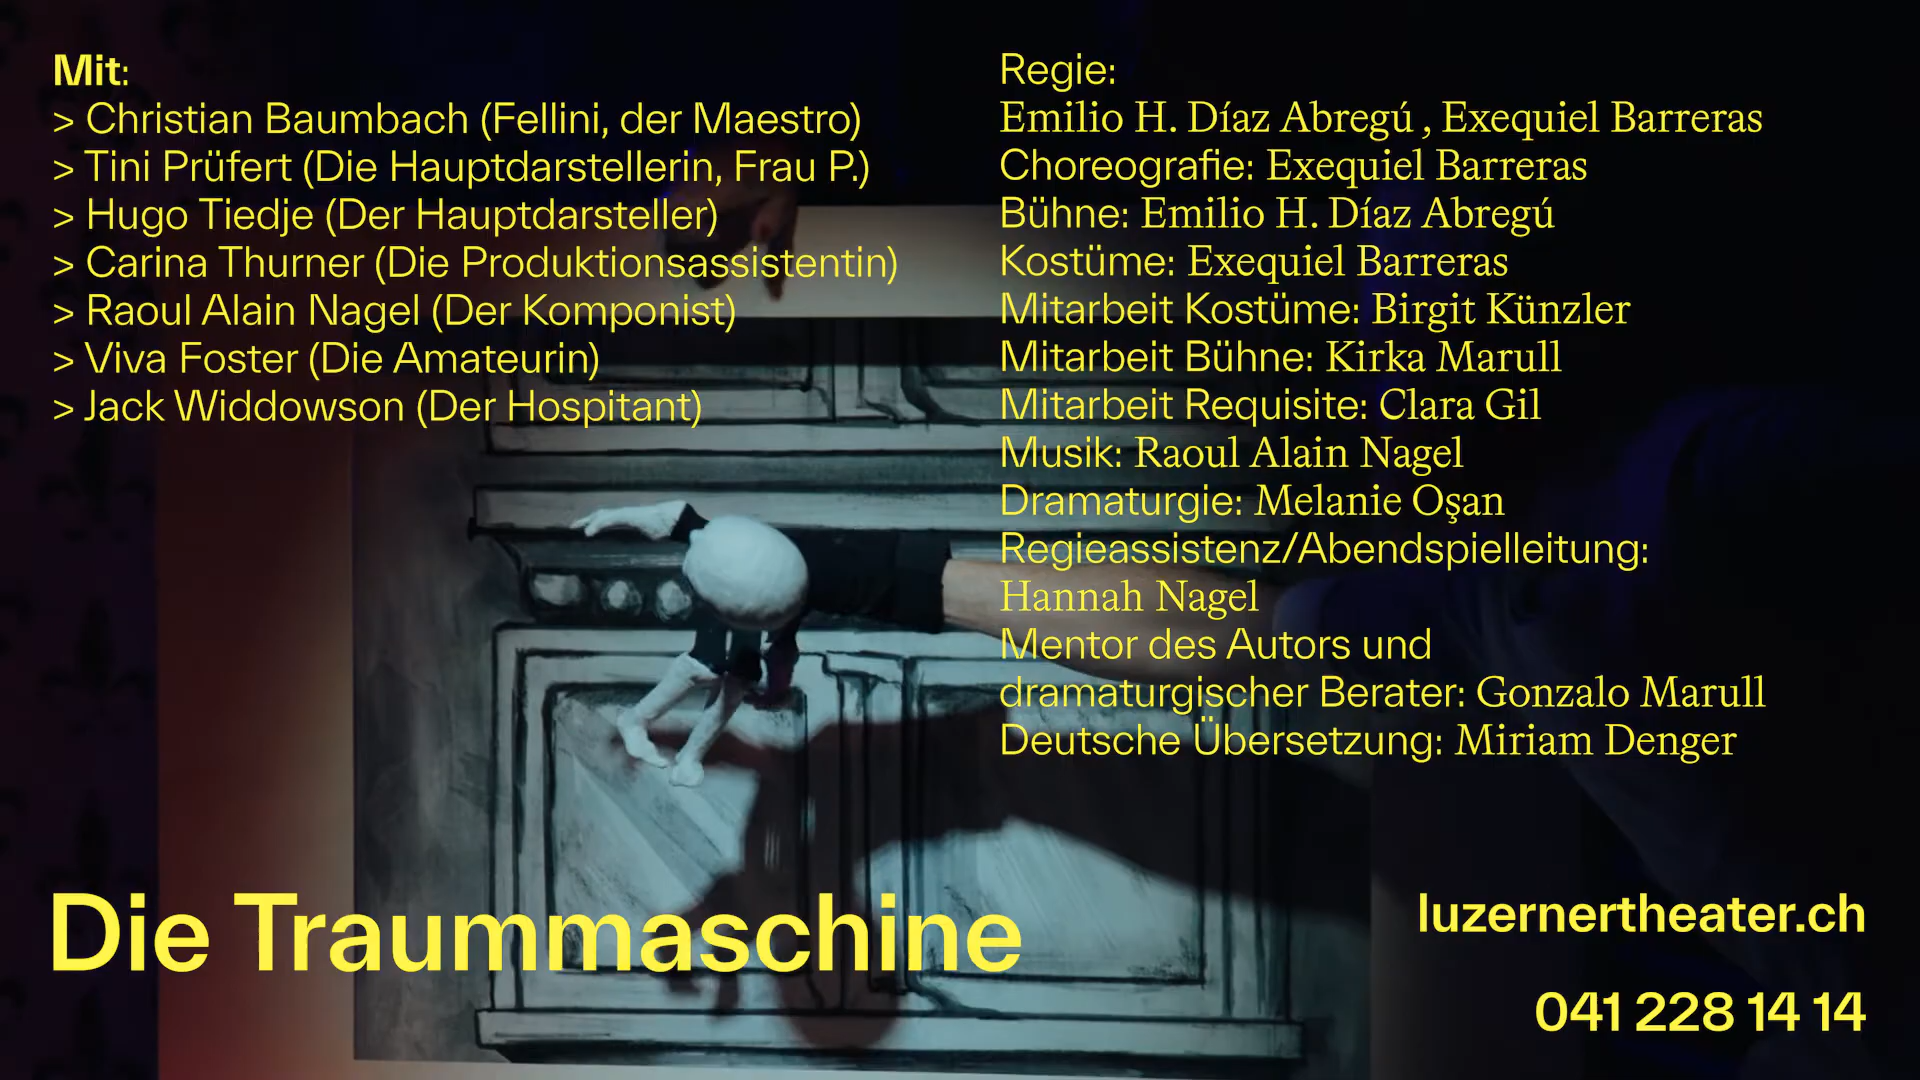 Mit:
> Christian Baumbach (Fellini, der Maestro)
> Tini Prüfert (Die Hauptdarstellerin, Frau P.)
> Hugo Tiedje (Der Hauptdarsteller)
> Carina Thurner (Die Produktionsassistentin)
> Raoul Alain Nagel (Der Komponist)
> Viva Foster (Die Amateurin)
> Jack Widdowson (Der Hospitant)
Regie:
Emilio H. Díaz Abregú , Exequiel Barreras
Choreografie: Exequiel Barreras
Bühne: Emilio H. Díaz Abregú
Kostüme: Exequiel Barreras
Mitarbeit Kostüme: Birgit Künzler
Mitarbeit Bühne: Kirka Marull
Mitarbeit Requisite: Clara Gil
Musik: Raoul Alain Nagel
Dramaturgie: Melanie Oşan
Regieassistenz/Abendspielleitung:
Hannah Nagel
Mentor des Autors und
dramaturgischer Berater: Gonzalo Marull
Deutsche Übersetzung: Miriam Denger
Die Traummaschine
luzernertheater.ch
041 228 14 14